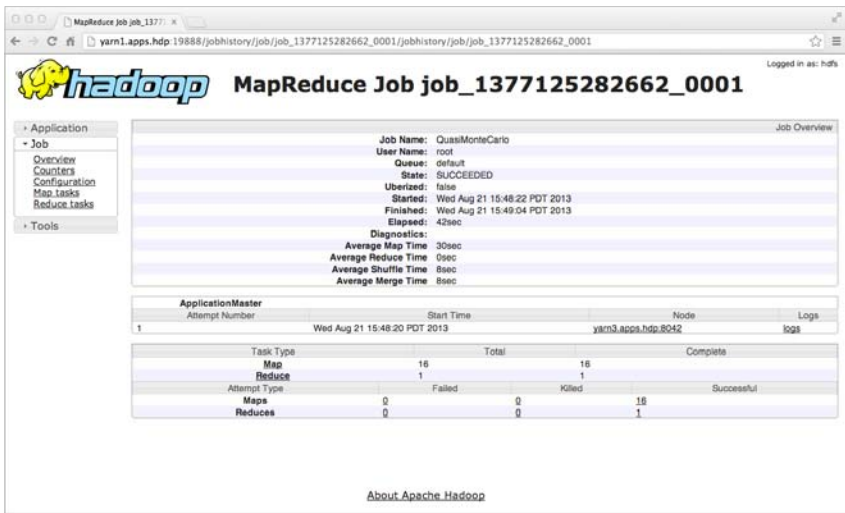 MapReduce Job job_1377
yarn1.apps.hdp:19888/jobhistory/job/job_1377125282662_0001/jobhistory/job/job_1377125282662_0001
Logged in as: hdfs
hadoop
MapReduce Job job_1377125282662_0001
Application
Job
Overview
Counters
Configuration
Map tasks
Reduce tasks
Tools
Job Overview
Job Name: QuasiMonteCarlo
User Name: root
Queue: default
State: SUCCEEDED
Uberized: false
Started: Wed Aug 21 15:48:22 PDT 2013
Finished: Wed Aug 21 15:49:04 PDT 2013
Elapsed: 42sec
Diagnostics:
Average Map Time 30sec
Average Reduce Time 0sec
Average Shuffle Time 8sec
Average Merge Time 8sec
ApplicationMaster
Attempt Number Start Time Node Logs
1 Wed Aug 21 15:48:20 PDT 2013 yarn3.apps.hdp:8042 logs
Task Type Total Complete
Map 16 16
Reduce 1 1
Attempt Type Failed Killed Successful
Maps 0 0 16
Reduces 0 0 1
About Apache Hadoop